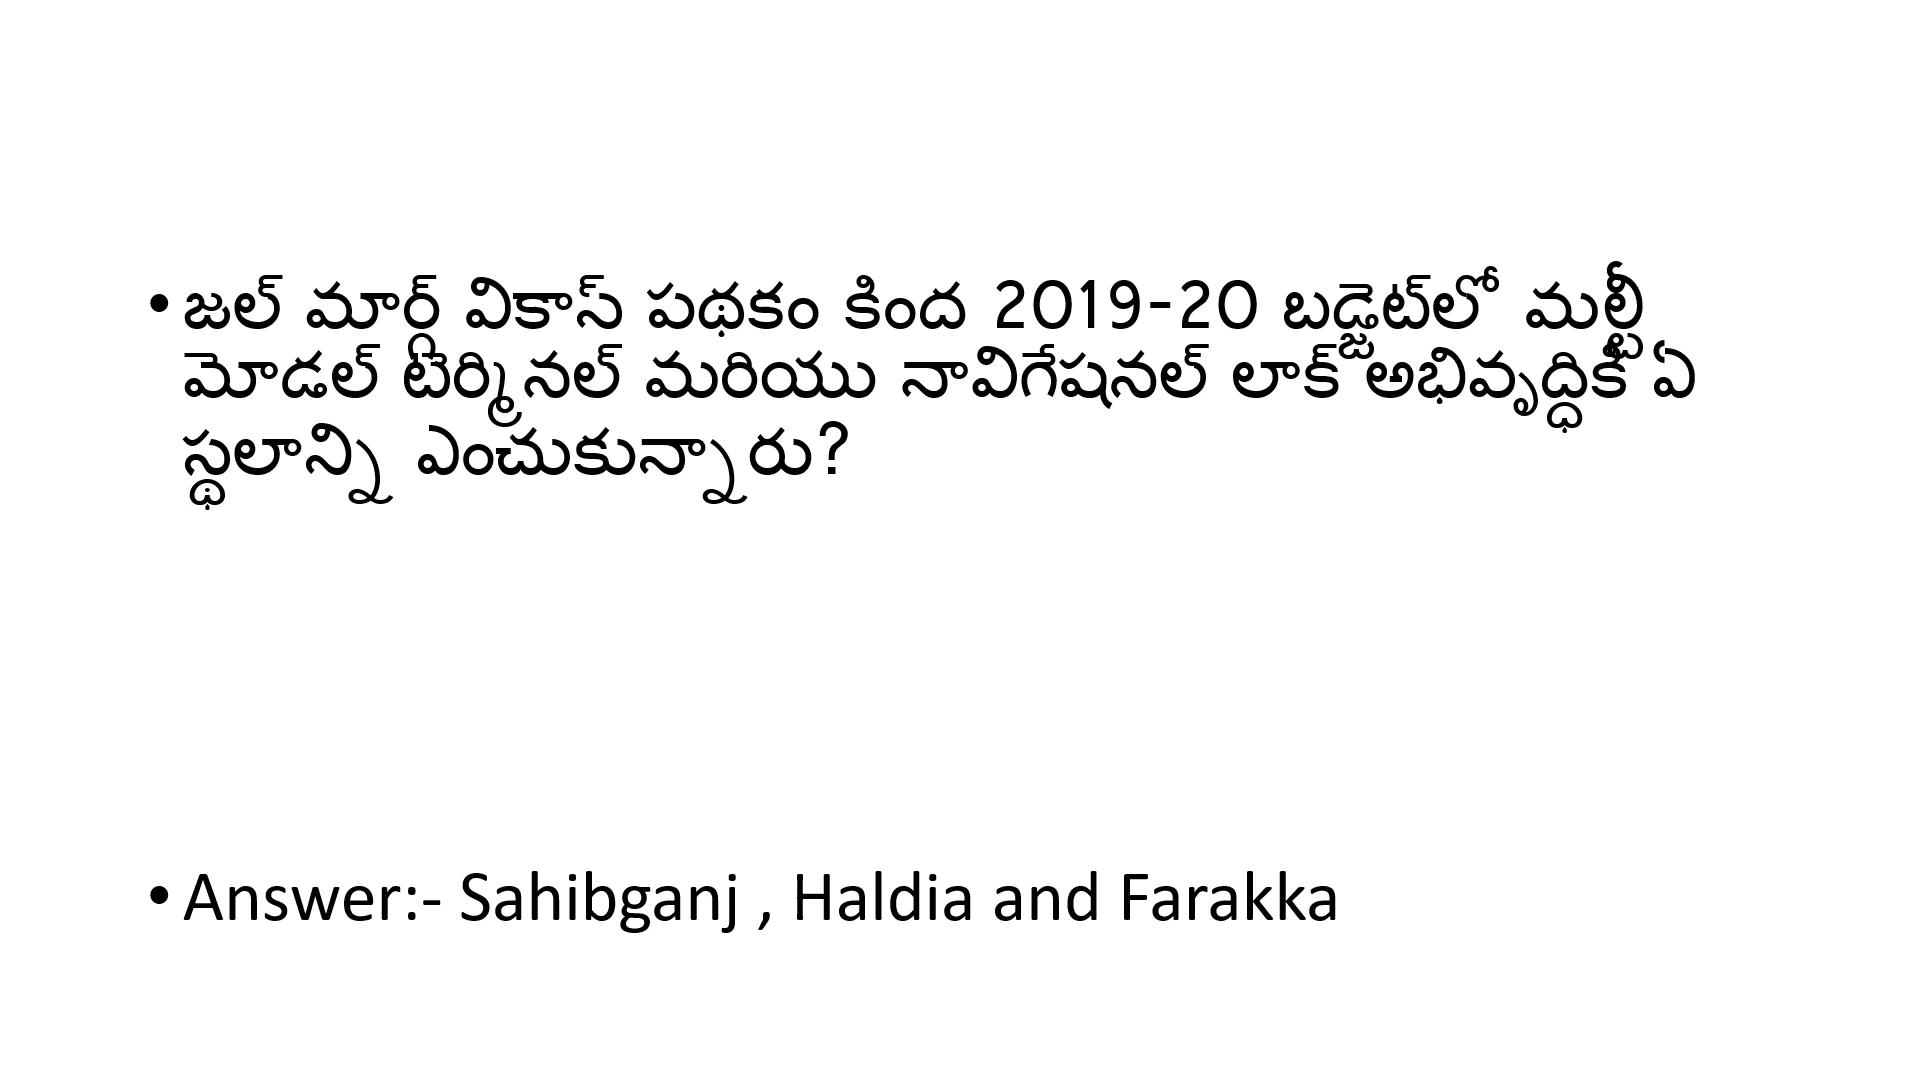 • జల్ మార్గ్ వికాస్ పథకం కింద 2019-20 బడ్జెట్‌లో మల్టీ
మోడల్ టెర్మినల్ మరియు నావిగేషనల్ లాక్ అభివృద్ధికి ఏ
స్థలాన్ని ఎంచుకున్నారు?
• Answer:- Sahibganj , Haldia and Farakka